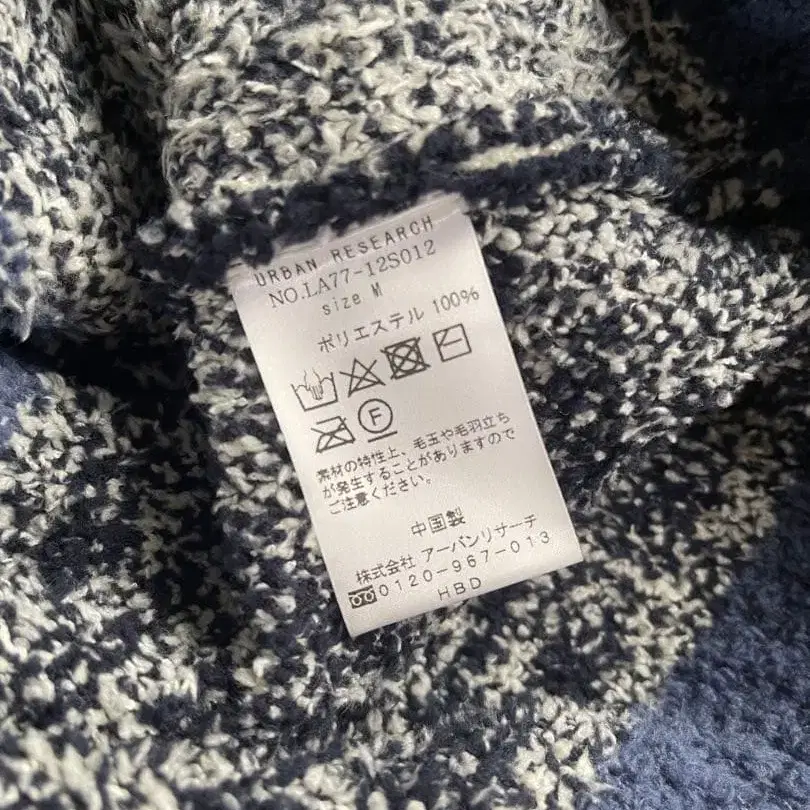 URBAN RESEARCH
NO.LA77-12S012
size M
ポリエステル 100%
F
素材の特性上、毛玉や毛羽立ち
が発生することがありますので
ご注意ください。
中国製
株式会社 アーバンリサーチ
0120-967-013
HBD